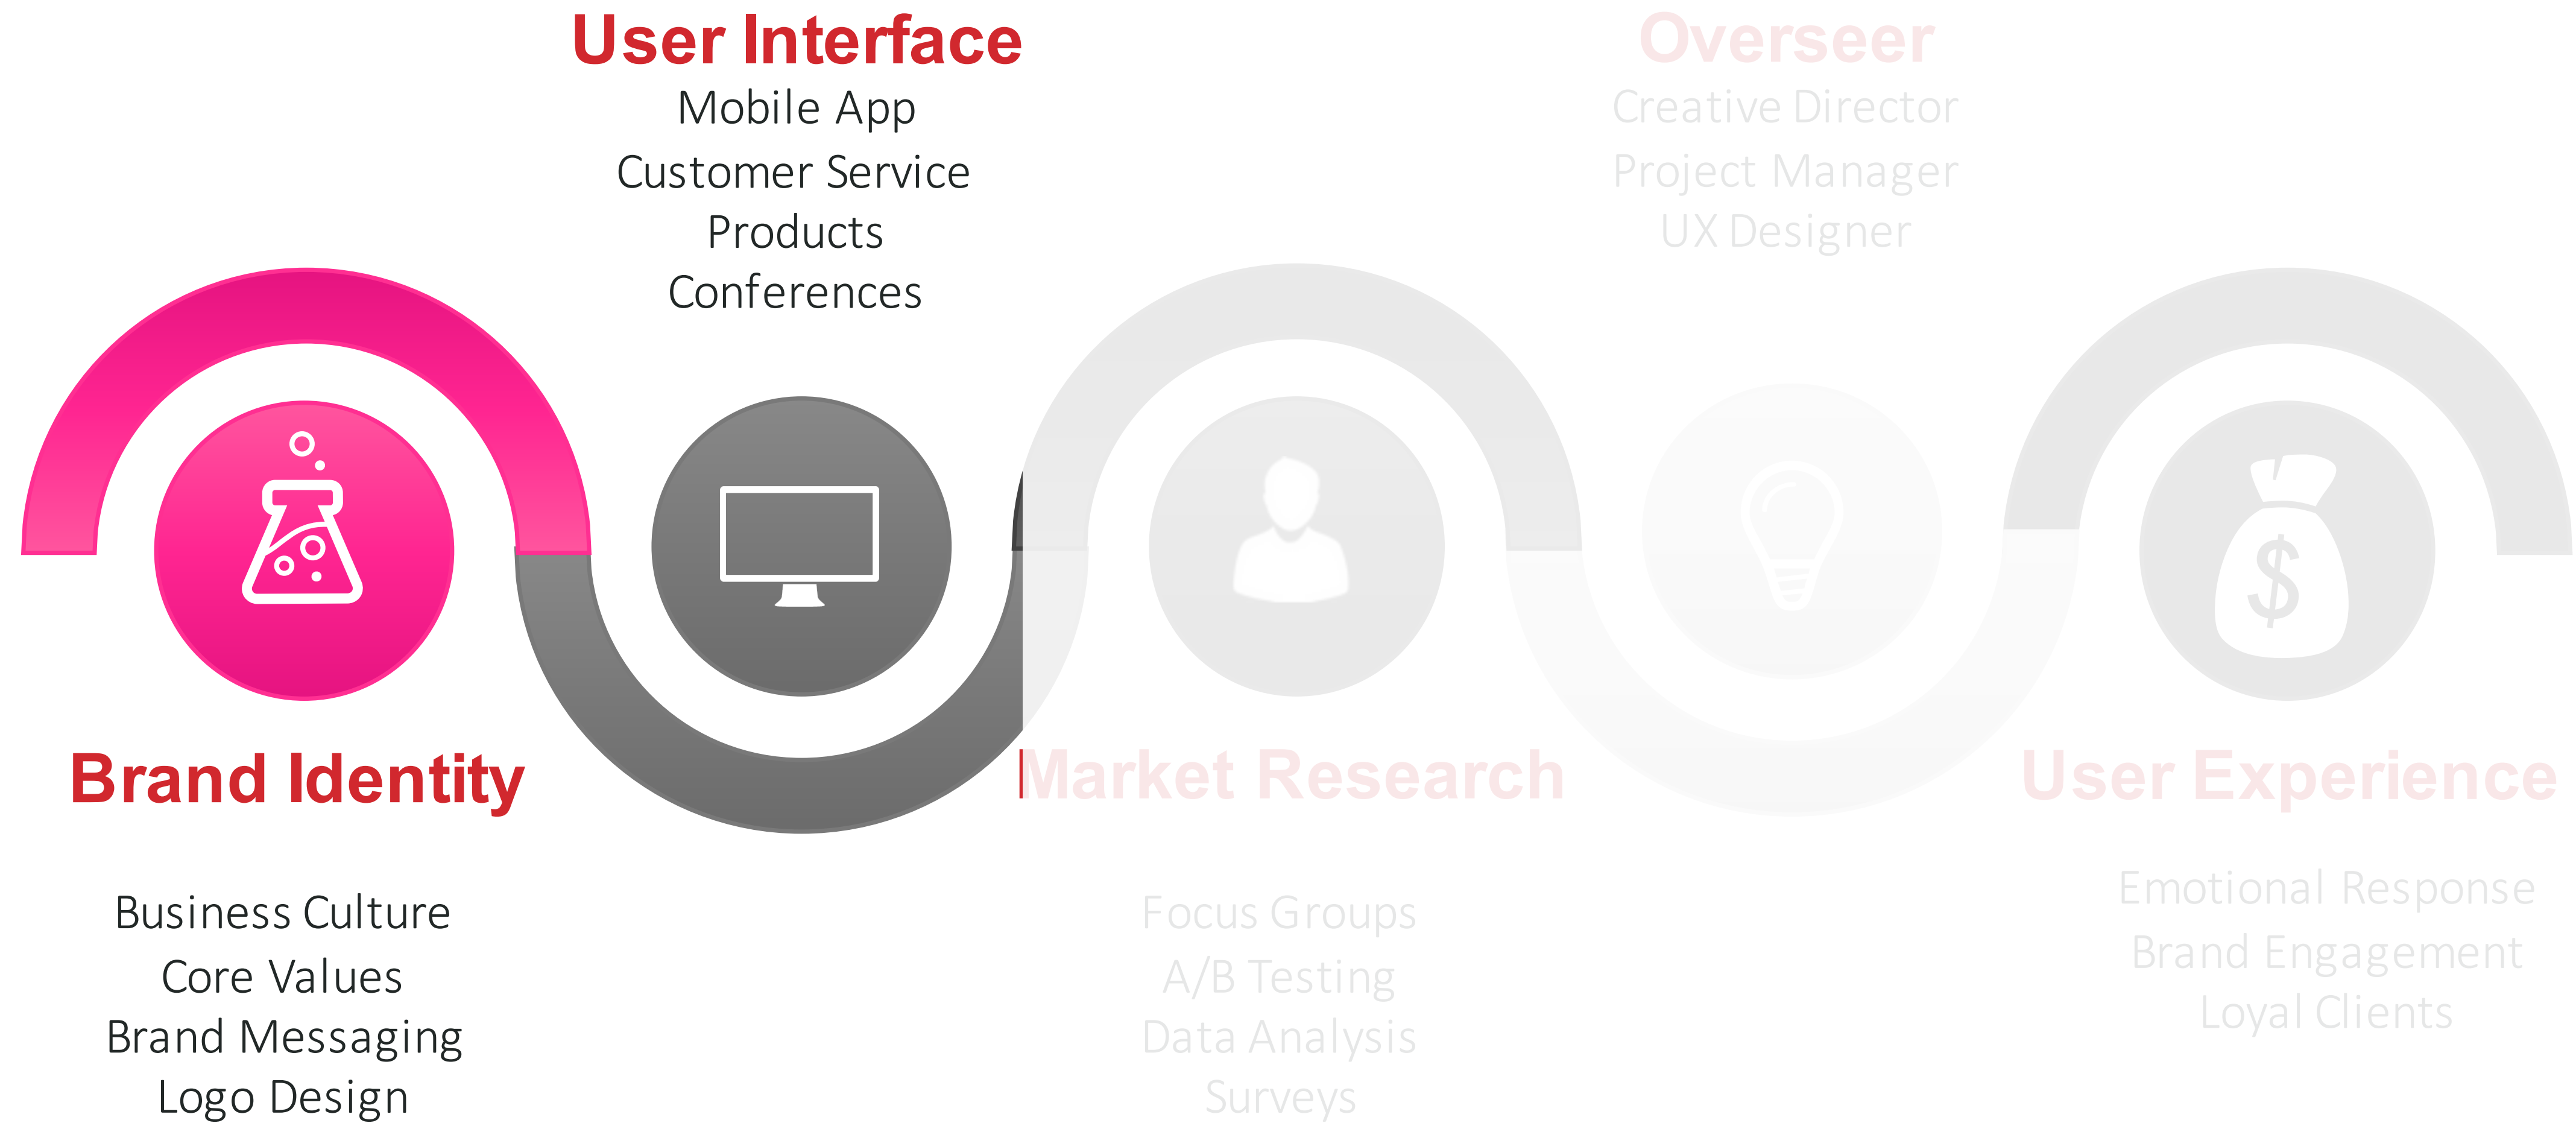 User Interface
Mobile App
Customer Service
Products
Conferences
Overseer
Creative Director
Project Manager
UX Designer
$
Brand Identity
Business Culture
Core Values
Brand Messaging
Logo Design
Market Research
Focus Groups
A/B Testing
Data Analysis
Surveys
User Experience
Emotional Response
Brand Engagement
Loyal Clients